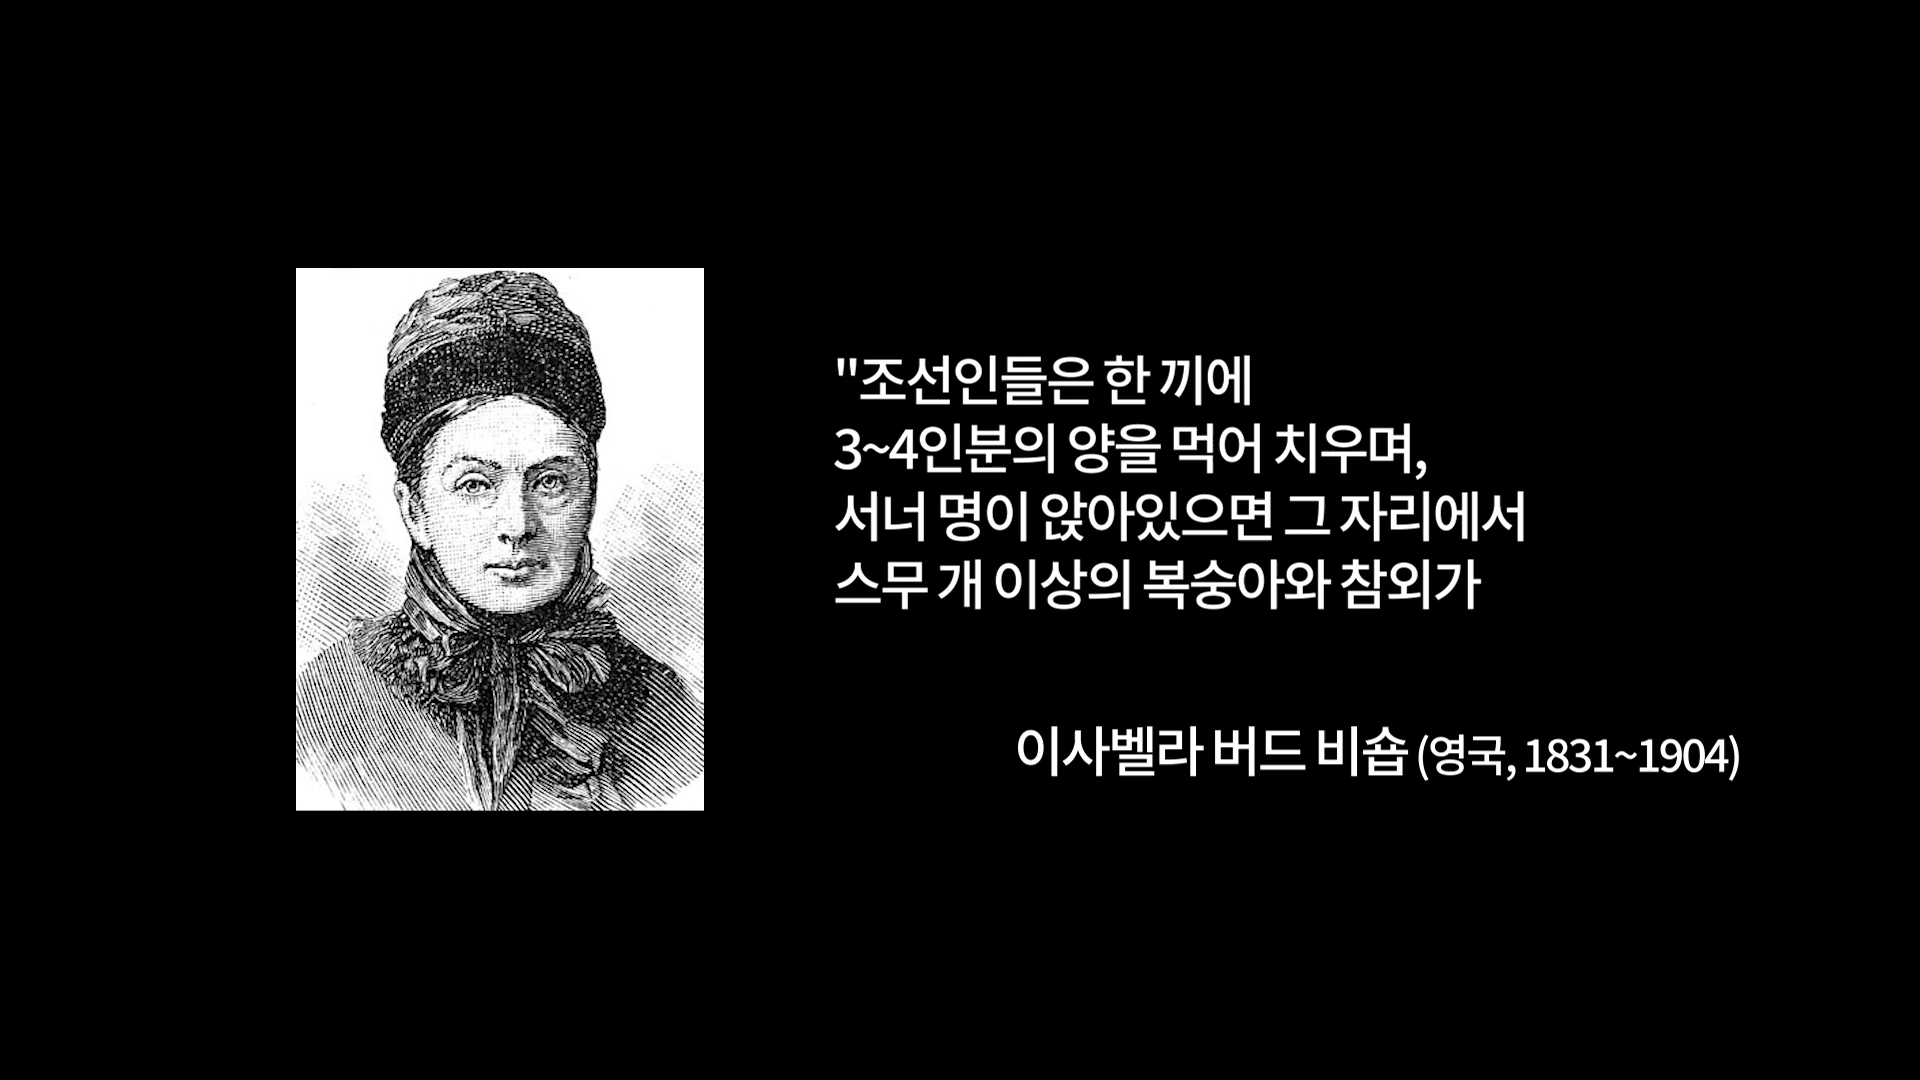 "조선인들은 한 끼에
3~4인분의 양을 먹어 치우며,
서너 명이 앉아있으면 그 자리에서
스무 개 이상의 복숭아와 참외가
이사벨라 버드 비숍 (영국, 1831~1904)